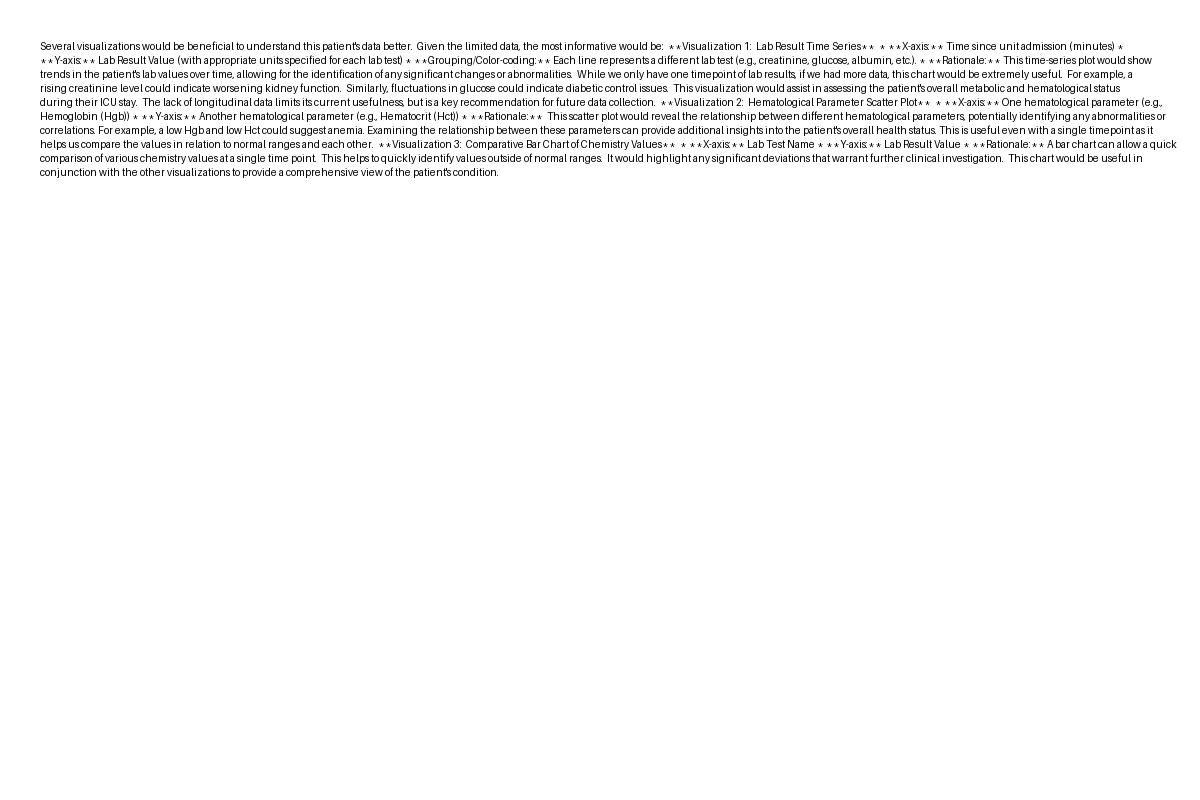 Several visualizations would be beneficial to understand this patient's data better.  Given the limited data, the most informative would be:  **Visualization 1:  Lab Result Time Series**  * **X-axis:** Time since unit admission (minutes) *
**Y-axis:** Lab Result Value (with appropriate units specified for each lab test) * **Grouping/Color-coding:** Each line represents a different lab test (e.g., creatinine, glucose, albumin, etc.).  * **Rationale:** This time-series plot would show
trends in the patient's lab values over time, allowing for the identification of any significant changes or abnormalities.  While we only have one timepoint of lab results, if we had more data, this chart would be extremely useful.  For example, a
rising creatinine level could indicate worsening kidney function.  Similarly, fluctuations in glucose could indicate diabetic control issues.  This visualization would assist in assessing the patient's overall metabolic and hematological status
during their ICU stay.  The lack of longitudinal data limits its current usefulness, but is a key recommendation for future data collection.  **Visualization 2:  Hematological Parameter Scatter Plot**  * **X-axis:** One hematological parameter (e.g.,
Hemoglobin (Hgb)) * **Y-axis:** Another hematological parameter (e.g., Hematocrit (Hct)) * **Rationale:**  This scatter plot would reveal the relationship between different hematological parameters, potentially identifying any abnormalities or
correlations. For example, a low Hgb and low Hct could suggest anemia. Examining the relationship between these parameters can provide additional insights into the patient's overall health status. This is useful even with a single timepoint as it
helps us compare the values in relation to normal ranges and each other.  **Visualization 3:  Comparative Bar Chart of Chemistry Values**  * **X-axis:** Lab Test Name * **Y-axis:** Lab Result Value * **Rationale:** A bar chart can allow a quick
comparison of various chemistry values at a single time point.  This helps to quickly identify values outside of normal ranges.  It would highlight any significant deviations that warrant further clinical investigation.  This chart would be useful in
conjunction with the other visualizations to provide a comprehensive view of the patient's condition.